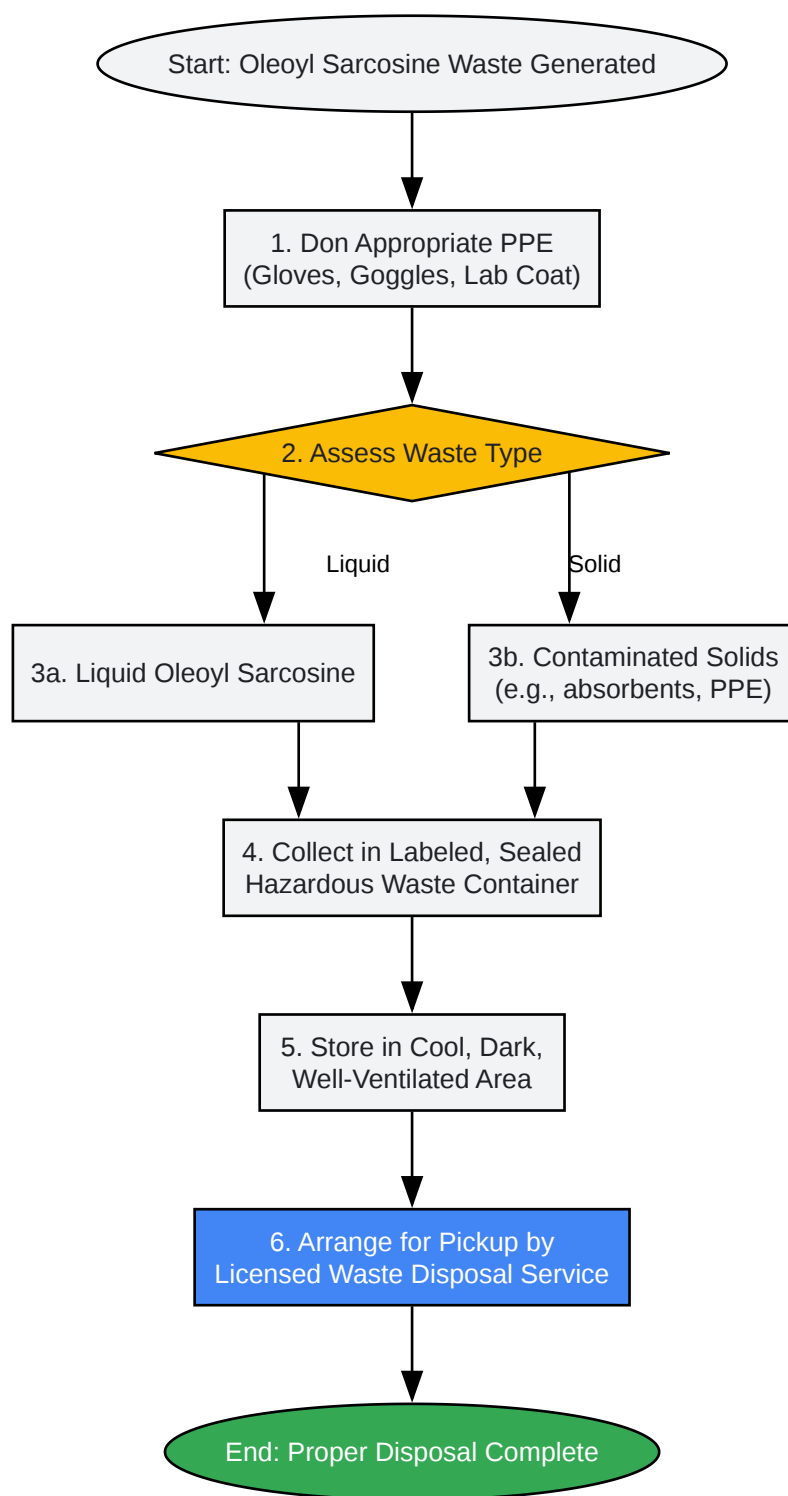 Start: Oleoyl Sarcosine Waste Generated
1. Don Appropriate PPE
(Gloves, Goggles, Lab Coat)
2. Assess Waste Type
Liquid
Solid
3a. Liquid Oleoyl Sarcosine
3b. Contaminated Solids
(e.g., absorbents, PPE)
4. Collect in Labeled, Sealed
Hazardous Waste Container
5. Store in Cool, Dark,
Well-Ventilated Area
6. Arrange for Pickup by
Licensed Waste Disposal Service
End: Proper Disposal Complete